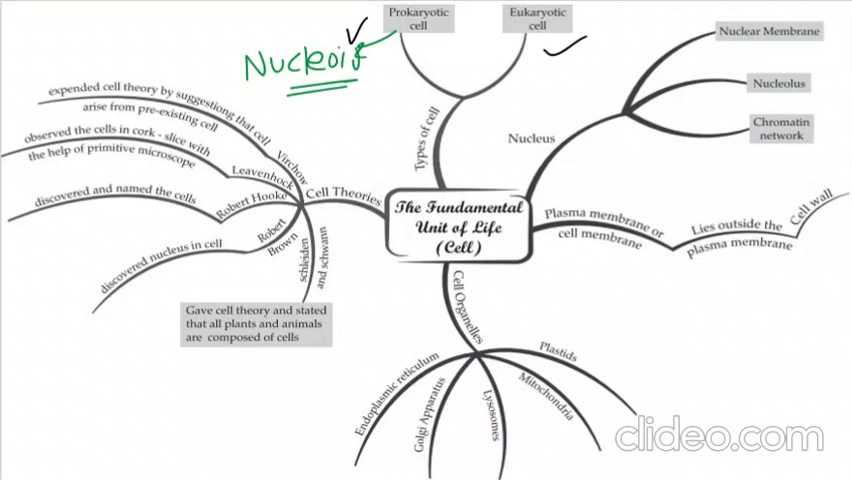 Prokaryotic
cell
Eukaryotic
cell
Nucleoid
Types of cell
Nucleus
Nuclear Membrane
Nucleolus
Chromatin
network
expended cell theory by suggestiong that cell
arise from pre-existing cell
Virchow
observed the cells in cork - slice with
the help of primitive microscope
Leavenhock
discovered and named the cells
Robert Hooke
discovered nucleus in cell
Robert
Brown
schleiden
and schwann
Gave cell theory and stated
that all plants and animals
are composed of cells
Cell Theories
The Fundamental
Unit of Life
(Cell)
Plasma membrane or
cell membrane
Lies outside the
plasma membrane
Cell wall
Cell Organelles
Endoplasmic reticulum
Golgi Apparatus
Lysosomes
Mitochondria
Plastids
clideo.com